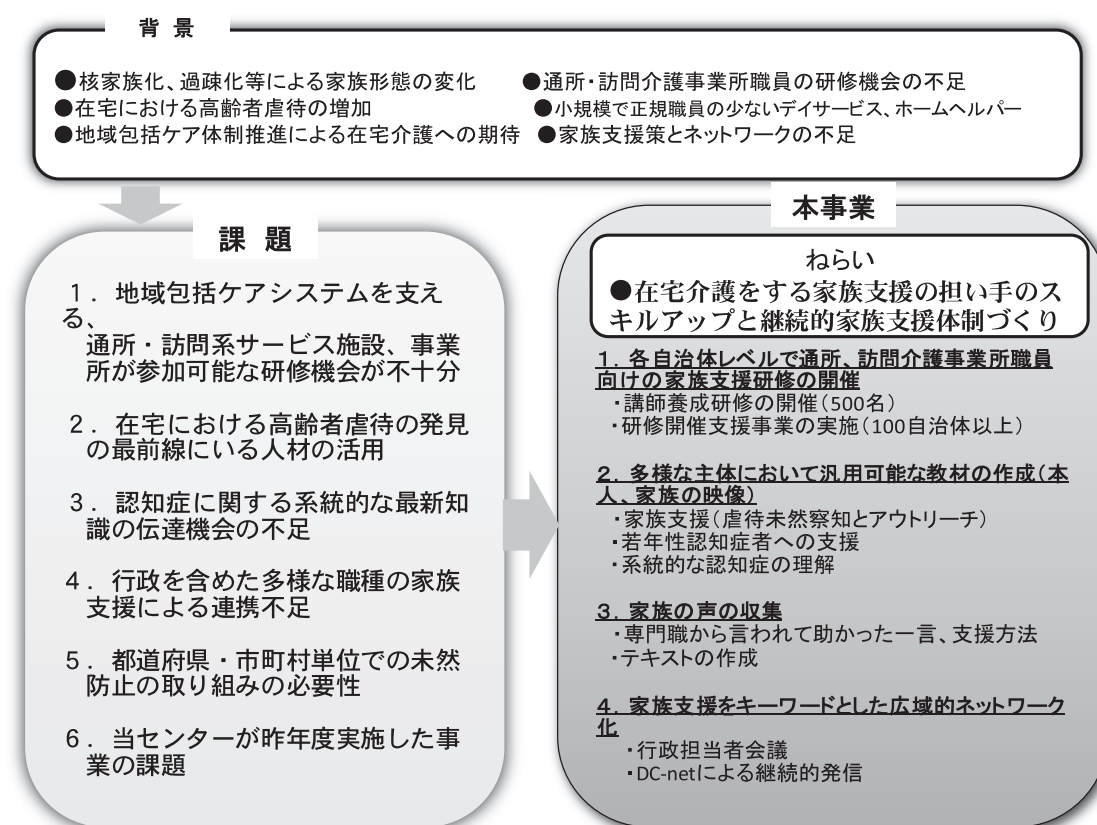 背 景
●核家族化、過疎化等による家族形態の変化
●在宅における高齢者虐待の増加
●地域包括ケア体制推進による在宅介護への期待
●通所・訪問介護事業所職員の研修機会の不足
●小規模で正規職員の少ないデイサービス、ホームヘルパー
●家族支援策とネットワークの不足
課 題
１．地域包括ケアシステムを支え
る、
通所・訪問系サービス施設、事業
所が参加可能な研修機会が不十分
２．在宅における高齢者虐待の発見
の最前線にいる人材の活用
３．認知症に関する系統的な最新知
識の伝達機会の不足
４．行政を含めた多様な職種の家族
支援による連携不足
５．都道府県・市町村単位での未然
防止の取り組みの必要性
６．当センターが昨年度実施した事
業の課題
本事業
ねらい
●在宅介護をする家族支援の担い手のス
キルアップと継続的家族支援体制づくり
１．各自治体レベルで通所、訪問介護事業所職員
向けの家族支援研修の開催
・講師養成研修の開催（500名）
・研修開催支援事業の実施（100自治体以上）
２．多様な主体において汎用可能な教材の作成（本
人、家族の映像）
・家族支援（虐待未然察知とアウトリーチ）
・若年性認知症者への支援
・系統的な認知症の理解
３．家族の声の収集
・専門職から言われて助かった一言、支援方法
・テキストの作成
４．家族支援をキーワードとした広域的ネットワーク
化
・行政担当者会議
・DC-netによる継続的発信